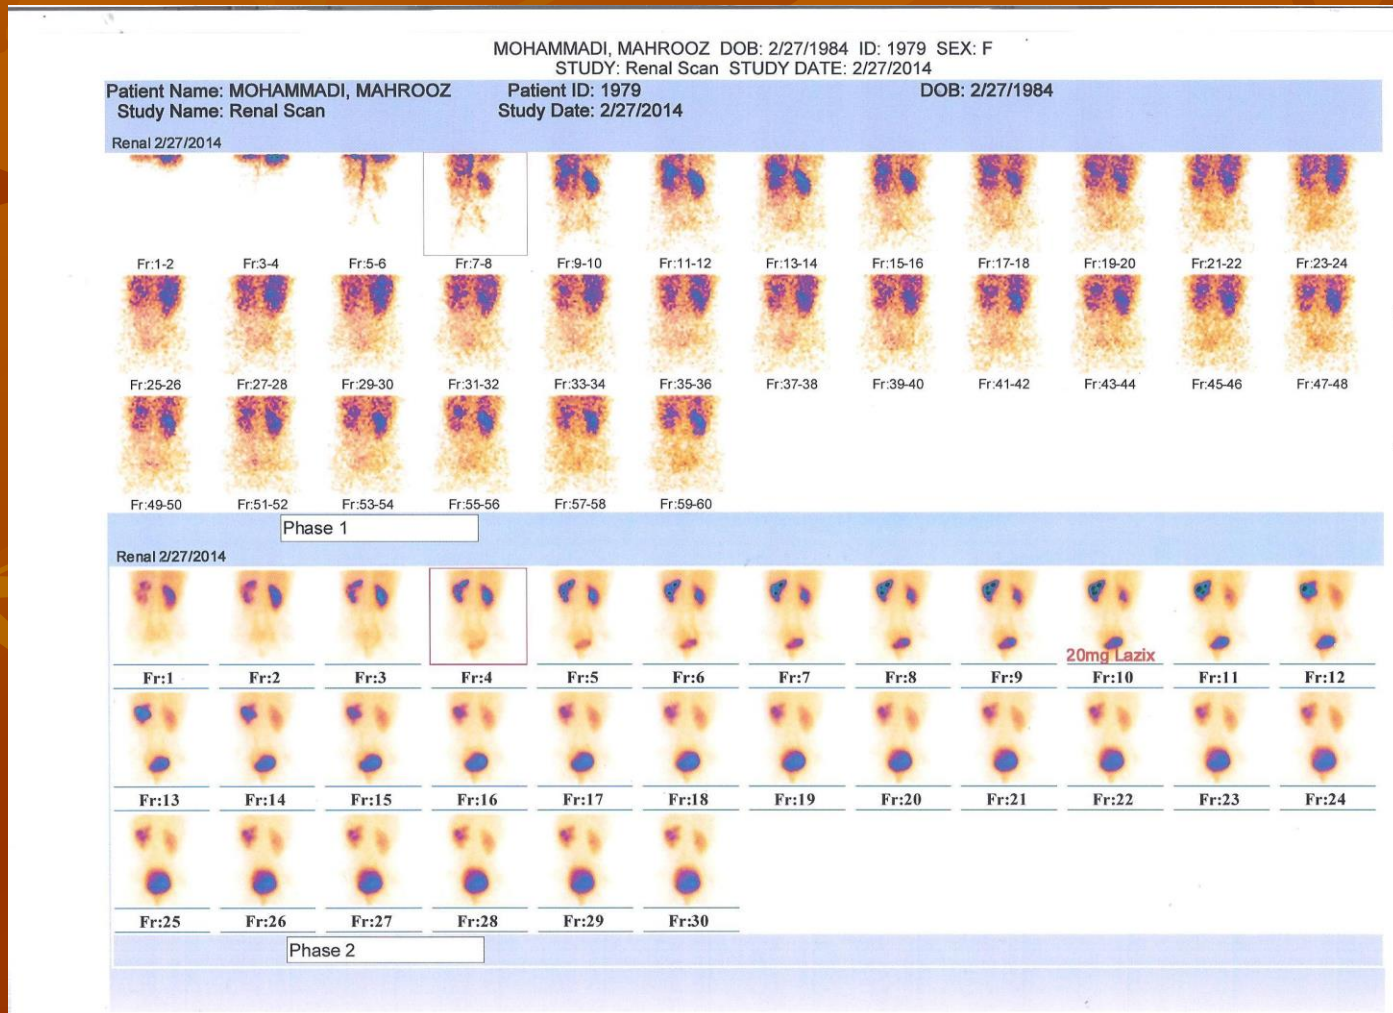 MOHAMMADI, MAHROOZ DOB: 2/27/1984 ID: 1979 SEX: F
STUDY: Renal Scan STUDY DATE: 2/27/2014
Patient Name: MOHAMMADI, MAHROOZ Patient ID: 1979 DOB: 2/27/1984
Study Name: Renal Scan Study Date: 2/27/2014
Renal 2/27/2014
Fr:1-2 Fr:3-4 Fr:5-6 Fr:7-8 Fr:9-10 Fr:11-12 Fr:13-14 Fr:15-16 Fr:17-18 Fr:19-20 Fr:21-22 Fr:23-24
Fr:25-26 Fr:27-28 Fr:29-30 Fr:31-32 Fr:33-34 Fr:35-36 Fr:37-38 Fr:39-40 Fr:41-42 Fr:43-44 Fr:45-46 Fr:47-48
Fr:49-50 Fr:51-52 Fr:53-54 Fr:55-56 Fr:57-58 Fr:59-60
Phase 1
Renal 2/27/2014
20mg Lazix
Fr:1 Fr:2 Fr:3 Fr:4 Fr:5 Fr:6 Fr:7 Fr:8 Fr:9 Fr:10 Fr:11 Fr:12
Fr:13 Fr:14 Fr:15 Fr:16 Fr:17 Fr:18 Fr:19 Fr:20 Fr:21 Fr:22 Fr:23 Fr:24
Fr:25 Fr:26 Fr:27 Fr:28 Fr:29 Fr:30
Phase 2